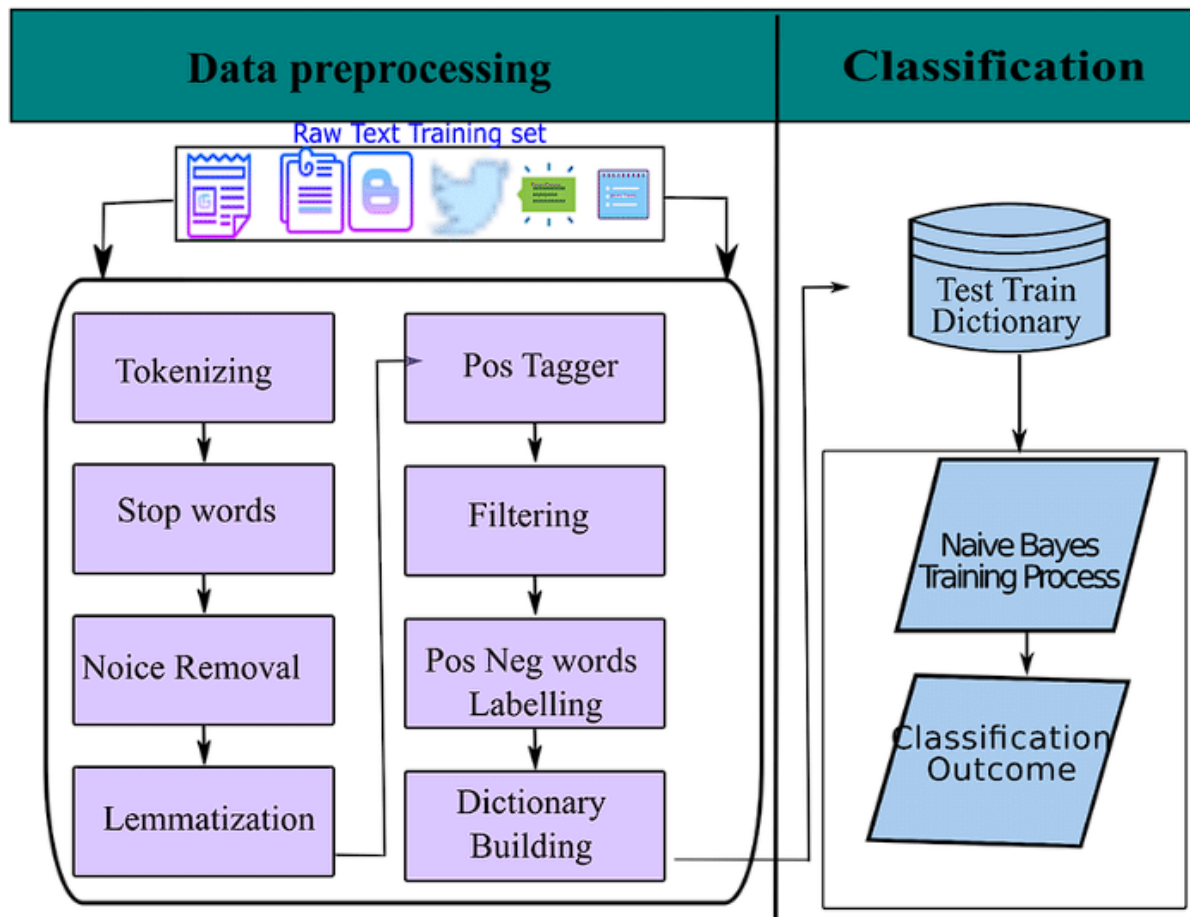 Data preprocessing
Classification
Raw Text Training set
Tokenizing
Stop words
Noice Removal
Lemmatization
Pos Tagger
Filtering
Pos Neg words
Labelling
Dictionary
Building
Test Train
Dictionary
Naive Bayes
Training Process
Classification
Outcome